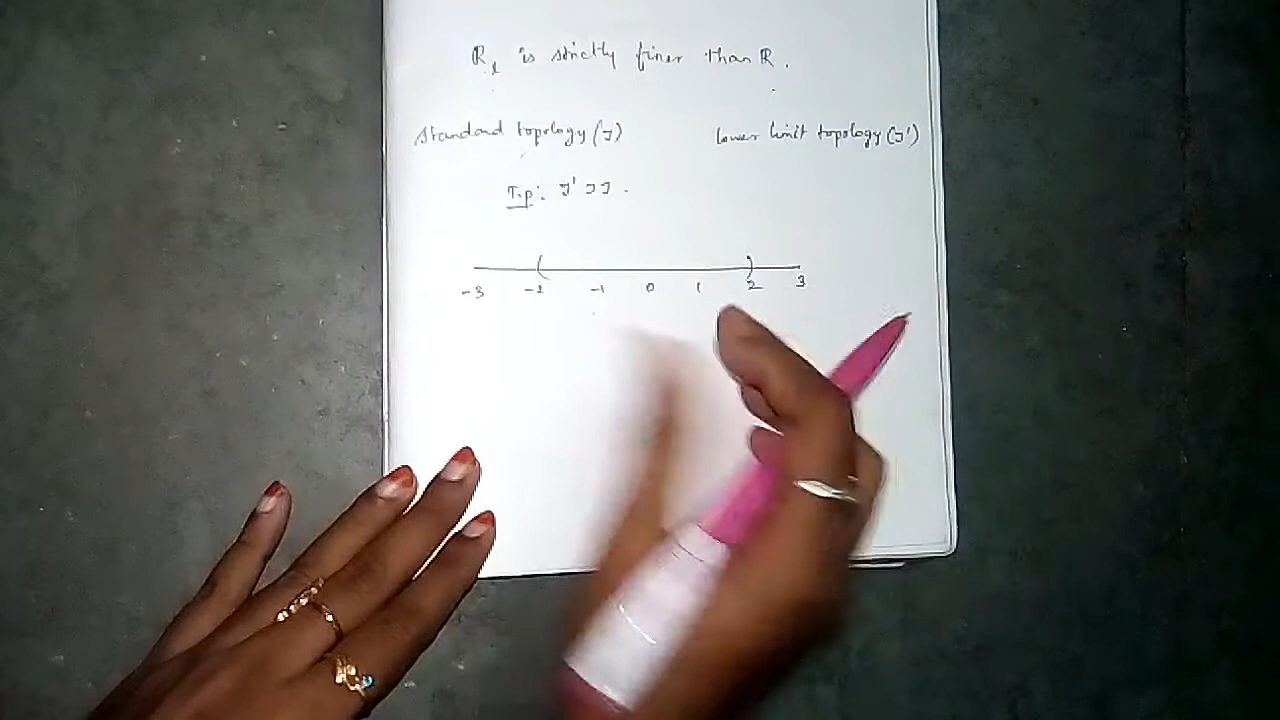 ℝₗ is strictly finer than ℝ.
Standard topology (𝒥) lower limit topology (𝒥')
T.p: 𝒥' ⊃ 𝒥.
-3 -2 -1 0 1 2 3